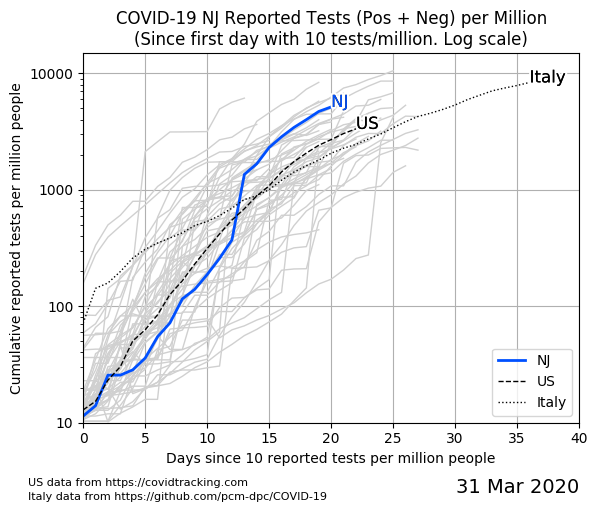 COVID-19 NJ Reported Tests (Pos + Neg) per Million
(Since first day with 10 tests/million. Log scale)
Cumulative reported tests per million people
10000
1000
100
10
Italy
NJ
US
NJ
US
Italy
0 5 10 15 20 25 30 35 40
Days since 10 reported tests per million people
US data from https://covidtracking.com
Italy data from https://github.com/pcm-dpc/COVID-19
31 Mar 2020